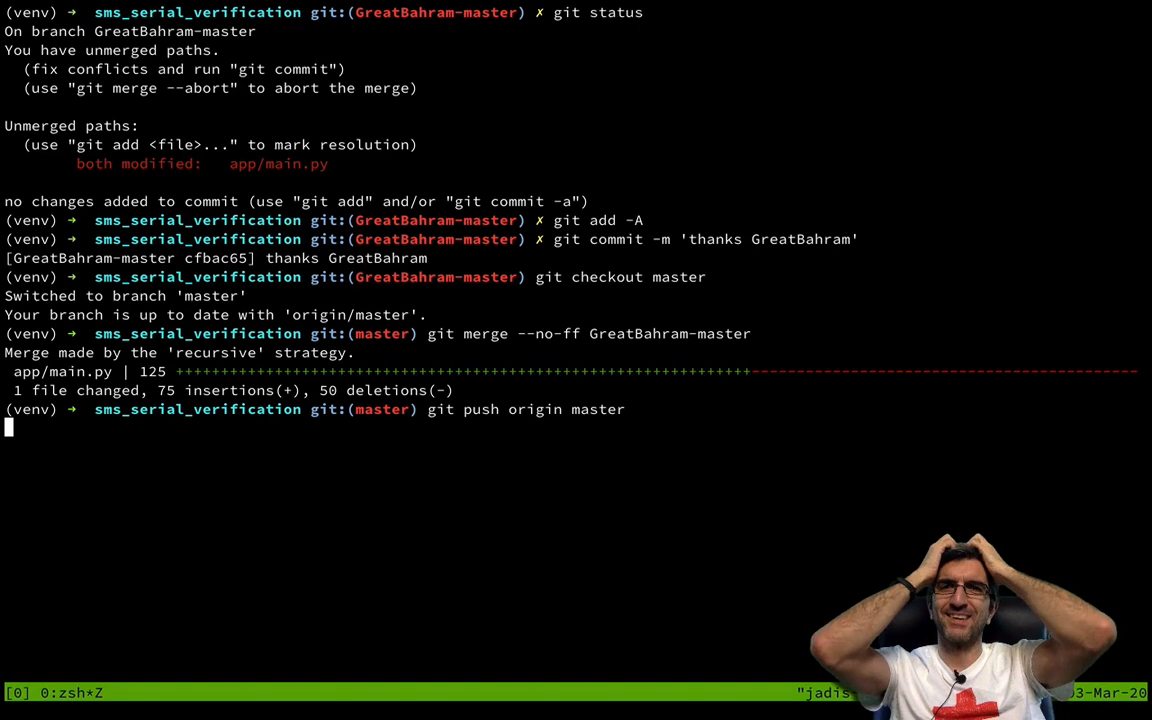 (venv) ➜  sms_serial_verification git:(GreatBahram-master) ✗ git status
On branch GreatBahram-master
You have unmerged paths.
  (fix conflicts and run "git commit")
  (use "git merge --abort" to abort the merge)
Unmerged paths:
  (use "git add <file>..." to mark resolution)
        both modified:   app/main.py
no changes added to commit (use "git add" and/or "git commit -a")
(venv) ➜  sms_serial_verification git:(GreatBahram-master) ✗ git add -A
(venv) ➜  sms_serial_verification git:(GreatBahram-master) ✗ git commit -m 'thanks GreatBahram'
[GreatBahram-master cfbac65] thanks GreatBahram
(venv) ➜  sms_serial_verification git:(GreatBahram-master) git checkout master
Switched to branch 'master'
Your branch is up to date with 'origin/master'.
(venv) ➜  sms_serial_verification git:(master) git merge --no-ff GreatBahram-master
Merge made by the 'recursive' strategy.
 app/main.py | 125 ++++++++++++++++++++++++++++++++++++++++++++++++++++++++++++++++-------------------------------------------
 1 file changed, 75 insertions(+), 50 deletions(-)
(venv) ➜  sms_serial_verification git:(master) git push origin master
[0] 0:zsh*Z "jadis 03-Mar-20